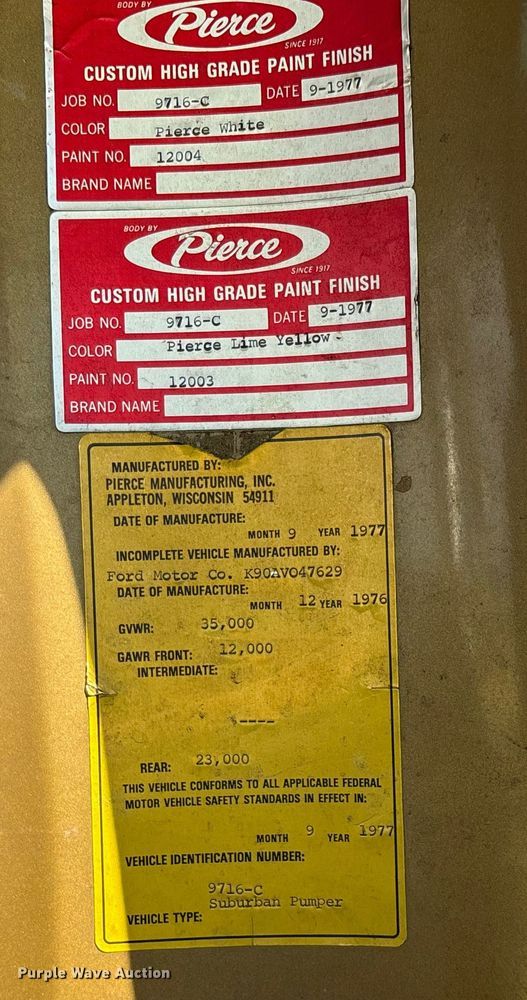 BODY BY
Pierce
SINCE 1917
CUSTOM HIGH GRADE PAINT FINISH
JOB NO. 9716-C DATE 9-1977
COLOR Pierce White
PAINT NO. 12004
BRAND NAME
BODY BY
Pierce
SINCE 1917
CUSTOM HIGH GRADE PAINT FINISH
JOB NO. 9716-C DATE 9-1977
COLOR Pierce Lime Yellow-
PAINT NO. 12003
BRAND NAME
MANUFACTURED BY:
PIERCE MANUFACTURING, INC.
APPLETON, WISCONSIN 54911
DATE OF MANUFACTURE:
MONTH 9 YEAR 1977
INCOMPLETE VEHICLE MANUFACTURED BY:
Ford Motor Co. K90AVO47629
DATE OF MANUFACTURE:
MONTH 12 YEAR 1976
GVWR: 35,000
GAWR FRONT: 12,000
INTERMEDIATE:
----
REAR: 23,000
THIS VEHICLE CONFORMS TO ALL APPLICABLE FEDERAL
MOTOR VEHICLE SAFETY STANDARDS IN EFFECT IN:
MONTH 9 YEAR 1977
VEHICLE IDENTIFICATION NUMBER:
9716-C
Suburban Pumper
VEHICLE TYPE:
Purple Wave Auction